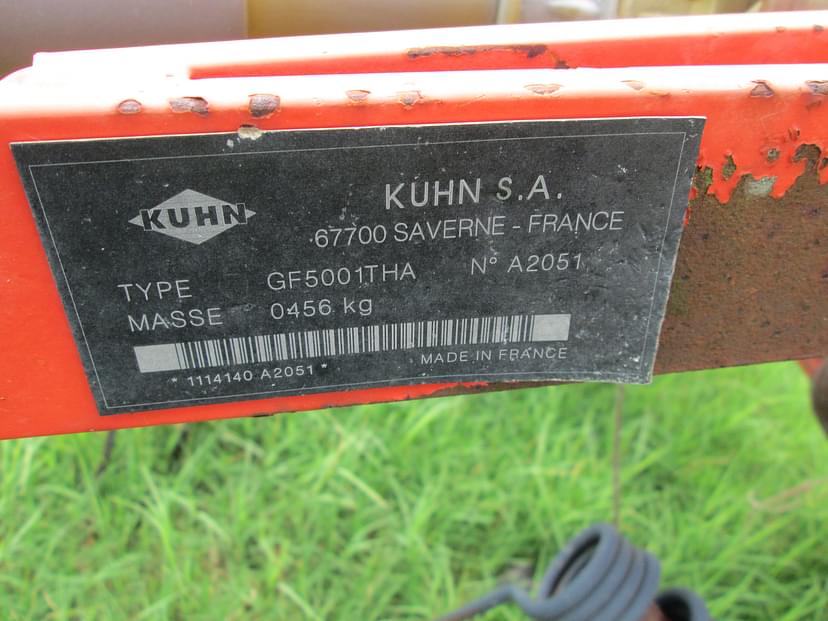 KUHN
KUHN S.A.
67700 SAVERNE - FRANCE
TYPE GF5001THA N° A2051
MASSE 0456 kg
MADE IN FRANCE
* 1114140 A2051 *